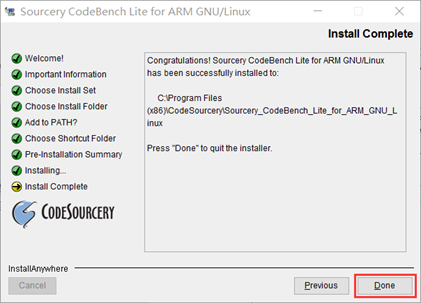 Sourcery CodeBench Lite for ARM GNU/Linux
Install Complete
Welcome!
Important Information
Choose Install Set
Choose Install Folder
Add to PATH?
Choose Shortcut Folder
Pre-Installation Summary
Installing...
Install Complete
CODESOURCERY
Congratulations! Sourcery CodeBench Lite for ARM GNU/Linux
has been successfully installed to:
C:\Program Files
(x86)\CodeSourcery\Sourcery_CodeBench_Lite_for_ARM_GNU_L
inux
Press "Done" to quit the installer.
InstallAnywhere
Cancel
Previous
Done